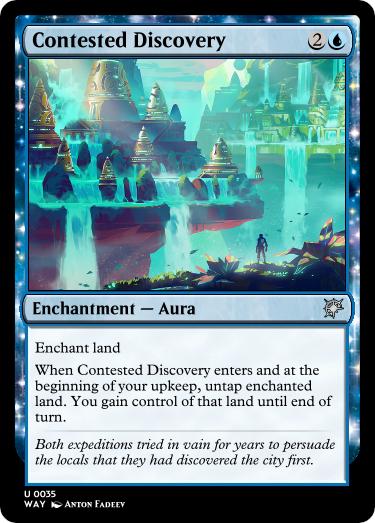 Contested Discovery 2
Enchantment — Aura
Enchant land
When Contested Discovery enters and at the
beginning of your upkeep, untap enchanted
land. You gain control of that land until end of
turn.
Both expeditions tried in vain for years to persuade
the locals that they had discovered the city first.
U 0035
WAY Anton Fadeev